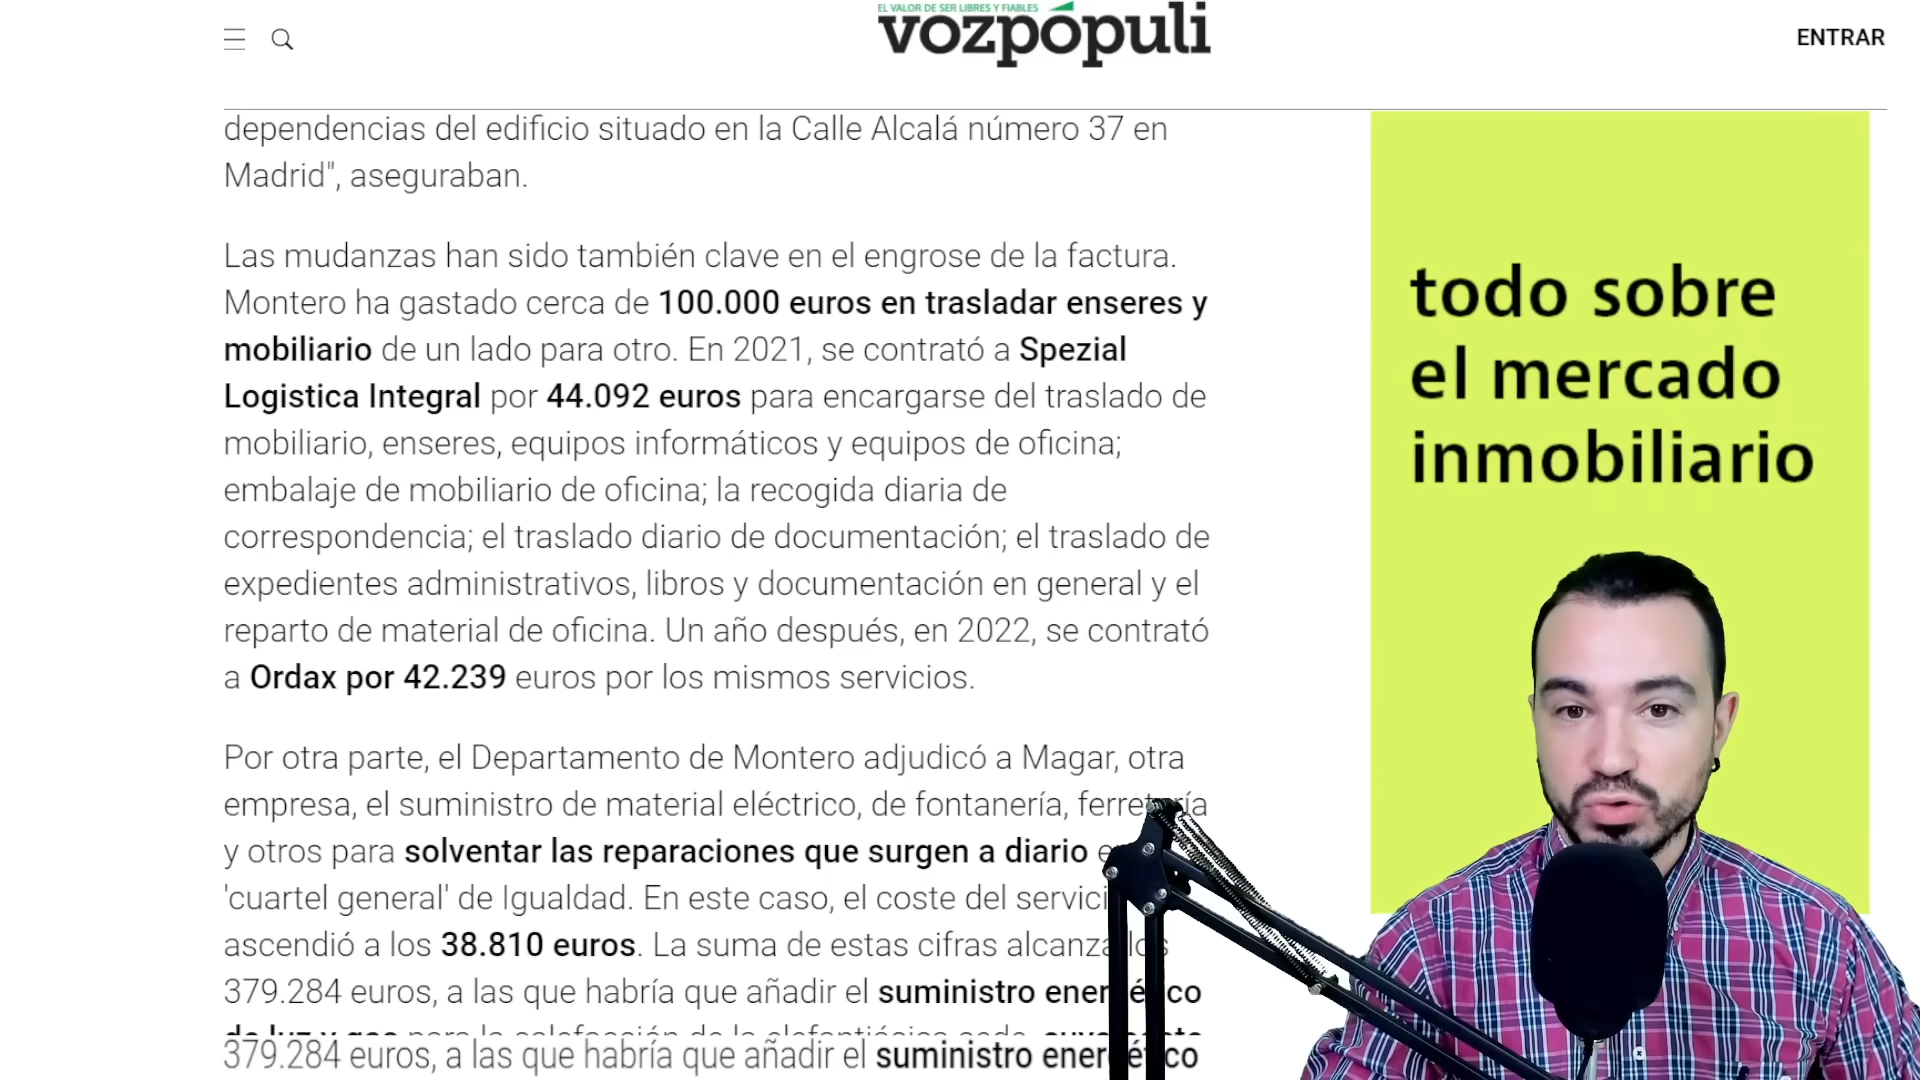 EL VALOR DE SER LIBRES Y FIABLES
vozpópuli
ENTRAR
dependencias del edificio situado en la Calle Alcalá número 37 en
Madrid", aseguraban.
Las mudanzas han sido también clave en el engrose de la factura.
Montero ha gastado cerca de 100.000 euros en trasladar enseres y
mobiliario de un lado para otro. En 2021, se contrató a Spezial
Logistica Integral por 44.092 euros para encargarse del traslado de
mobiliario, enseres, equipos informáticos y equipos de oficina;
embalaje de mobiliario de oficina; la recogida diaria de
correspondencia; el traslado diario de documentación; el traslado de
expedientes administrativos, libros y documentación en general y el
reparto de material de oficina. Un año después, en 2022, se contrató
a Ordax por 42.239 euros por los mismos servicios.
Por otra parte, el Departamento de Montero adjudicó a Magar, otra
empresa, el suministro de material eléctrico, de fontanería, ferretería
y otros para solventar las reparaciones que surgen a diario
'cuartel general' de Igualdad. En este caso, el coste del
ascendió a los 38.810 euros. La suma de estas cifras alcanza los
379.284 euros, a las que habría que añadir el suministro energético
379.284 euros, a las que habría que añadir el suministro energético
todo sobre
el mercado
inmobiliario